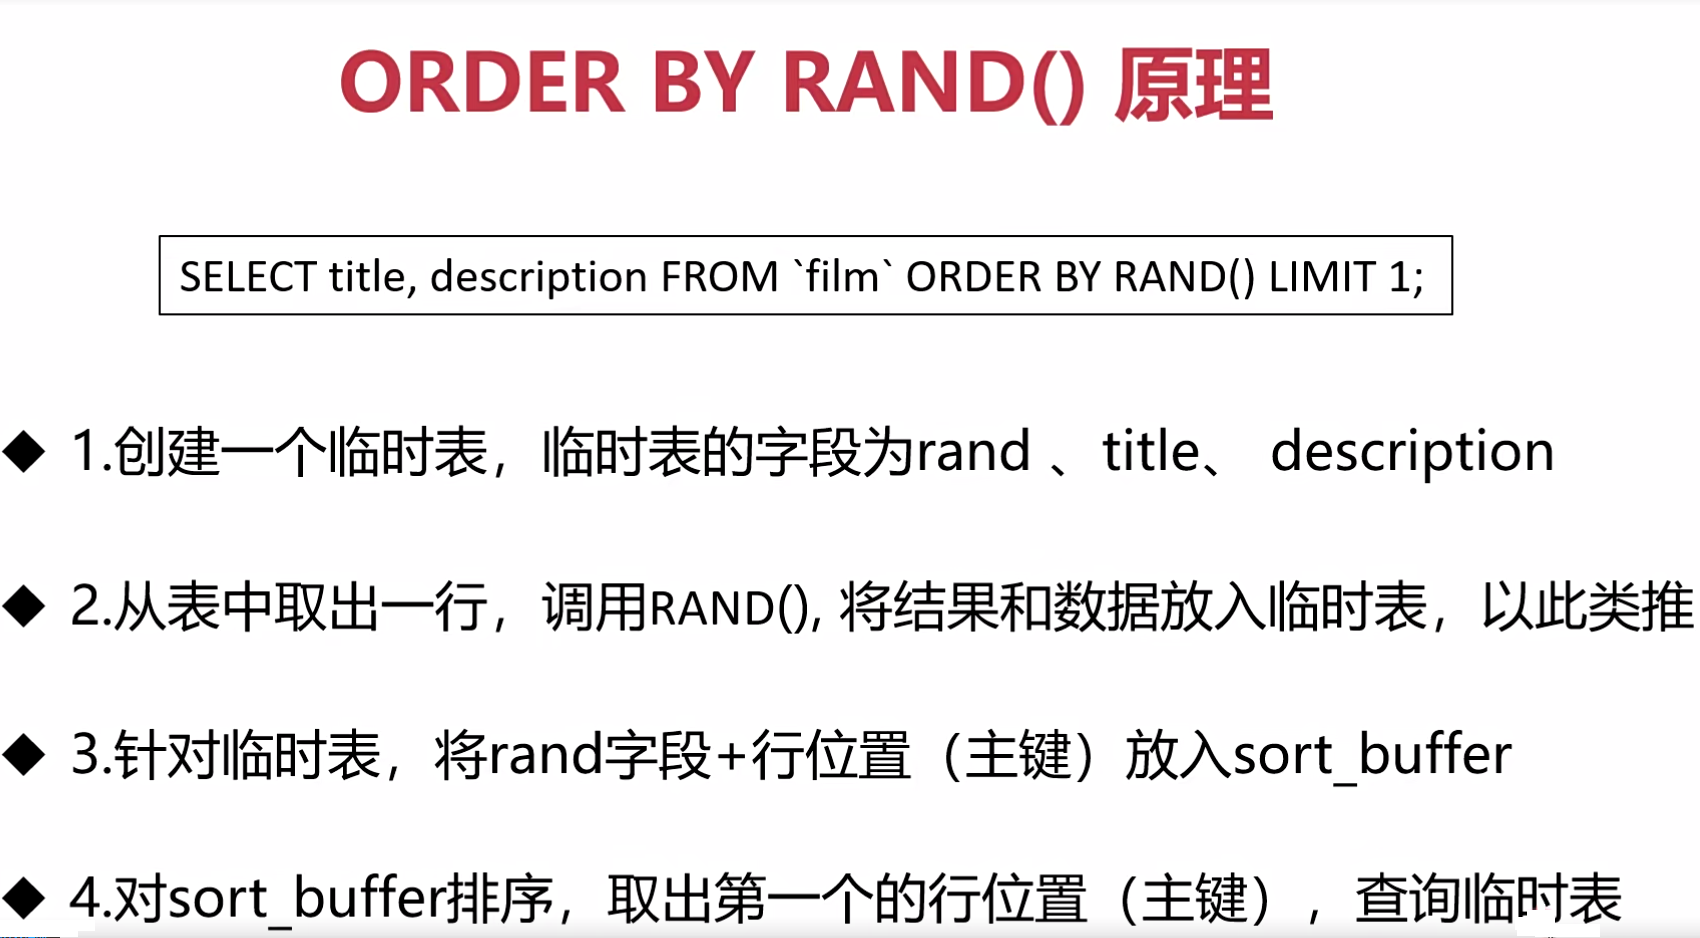 ORDER BY RAND() 原理
SELECT title, description FROM `film` ORDER BY RAND() LIMIT 1;
◆ 1.创建一个临时表，临时表的字段为rand 、title、 description
◆ 2.从表中取出一行，调用RAND(), 将结果和数据放入临时表，以此类推
◆ 3.针对临时表，将rand字段+行位置（主键）放入sort_buffer
◆ 4.对sort_buffer排序，取出第一个的行位置（主键），查询临时表